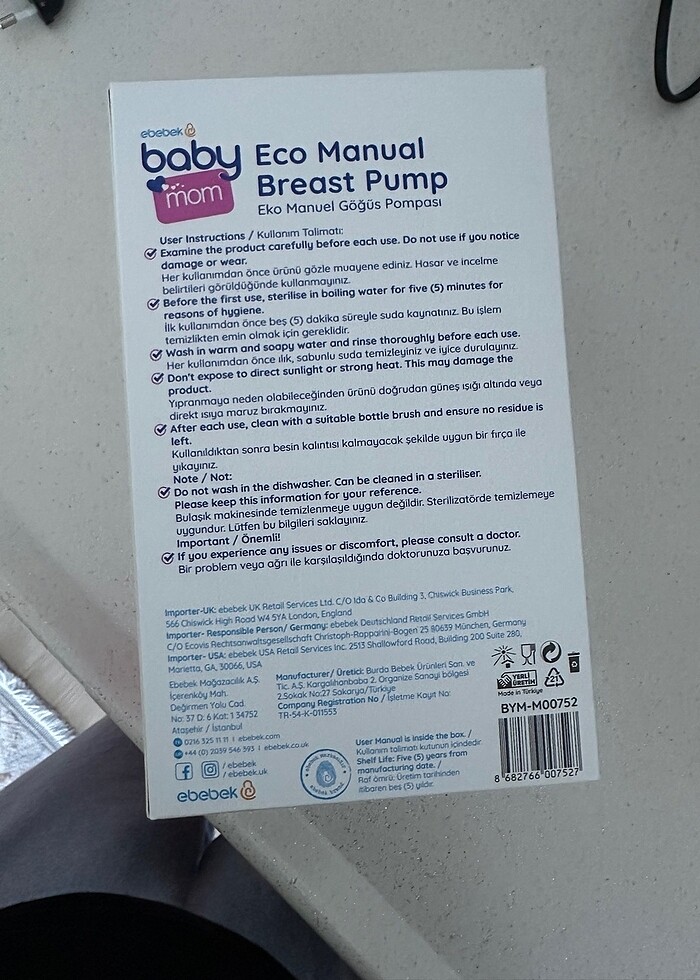 ebebek
baby
mom
Eco Manual
Breast Pump
Eko Manuel Göğüs Pompası
User Instructions / Kullanım Talimatı:
Examine the product carefully before each use. Do not use if you notice
damage or wear.
Her kullanımdan önce ürünü gözle muayene ediniz. Hasar ve incelme
belirtileri görüldüğünde kullanmayınız.
Before the first use, sterilise in boiling water for five (5) minutes for
reasons of hygiene.
İlk kullanımdan önce beş (5) dakika süreyle suda kaynatınız. Bu işlem
temizlikten emin olmak için gereklidir.
Wash in warm and soapy water and rinse thoroughly before each use.
Her kullanımdan önce ılık, sabunlu suda temizleyiniz ve iyice durulayınız.
Don't expose to direct sunlight or strong heat. This may damage the
product.
Yıpranmaya neden olabileceğinden ürünü doğrudan güneş ışığı altında veya
direkt ısıya maruz bırakmayınız.
After each use, clean with a suitable bottle brush and ensure no residue is
left.
Kullanıldıktan sonra besin kalıntısı kalmayacak şekilde uygun bir fırça ile
yıkayınız.
Note / Not:
Do not wash in the dishwasher. Can be cleaned in a steriliser.
Please keep this information for your reference.
Bulaşık makinesinde temizlenmeye uygun değildir. Sterilizatörde temizlemeye
uygundur. Lütfen bu bilgileri saklayınız.
Important / Önemli!
If you experience any issues or discomfort, please consult a doctor.
Bir problem veya ağrı ile karşılaşıldığında doktorunuza başvurunuz.
Importer-UK: ebebek UK Retail Services Ltd. C/O Ida & Co Building 3, Chiswick Business Park,
566 Chiswick High Road W4 5YA London, England
Importer- Responsible Person/ Germany: ebebek Deutschland Retail Services GmbH
C/O Ecovis Rechtsanwaltsgesellschaft Christoph-Rapparini-Bogen 25 80639 München, Germany
Importer- USA: ebebek USA Retail Services Inc. 2513 Shallowford Road, Building 200 Suite 280,
Marietta, GA, 30066, USA
Ebebek Mağazacılık A.Ş.
İçerenköy Mah.
Değirmen Yolu Cad.
No: 37 D: 6 Kat: 1 34752
Ataşehir / İstanbul
0216 325 11 11 I ebebek.com
+44 (0) 2039 546 393 I ebebek.co.uk
/ ebebek
/ ebebek.uk
ebebek
Manufacturer/ Üretici: Burda Bebek Ürünleri San. ve
Tic. A.Ş. Kargalıhanbaba 2. Organize Sanayi bölgesi
2.Sokak No:27 Sakarya/Türkiye
Company Registration No / İşletme Kayıt No:
TR-54-K-011553
User Manual is inside the box. /
Kullanım talimatı kutunun içindedir.
Shelf Life: Five (5) years from
manufacturing date. /
Raf ömrü: Üretim tarihinden
itibaren beş (5) yıldır.
YERLİ
ÜRETİM
21
Made in Türkiye
BYM-M00752
8 682766 007527